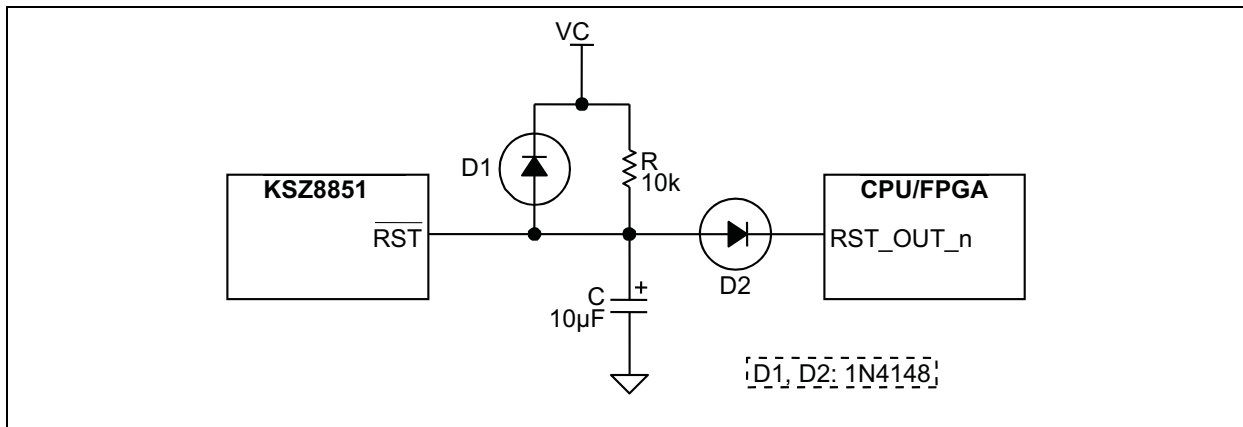 VC
D1
R
10k
KSZ8851
CPU/FPGA
RST
RST_OUT_n
D2
C
+
10µF
D1, D2: 1N4148